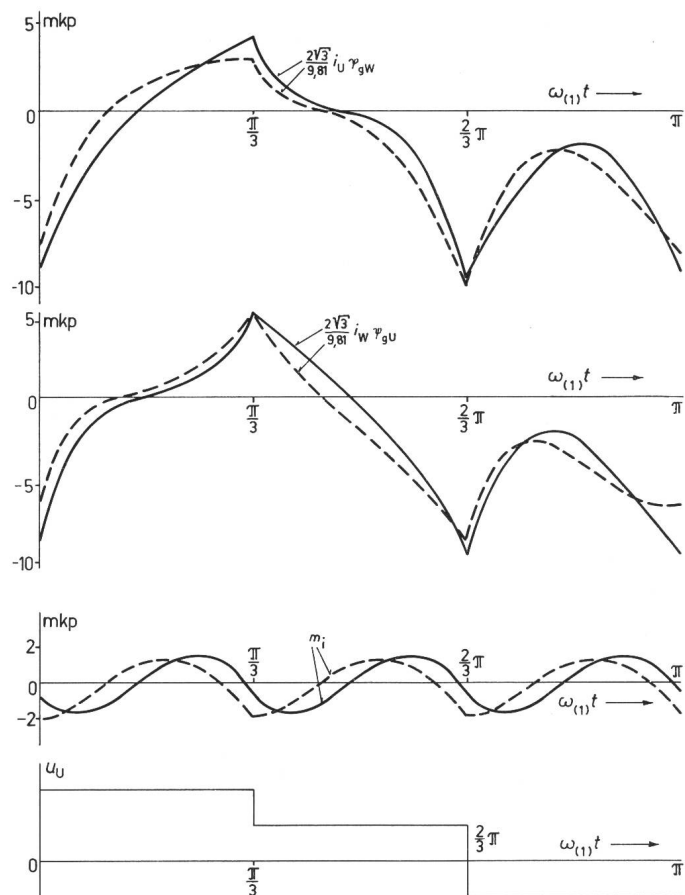 5 mkp
2√3/9,81 i_U ψ_gW
ω(1)t
0
π/3
2/3 π
π
-5
-10
5 mkp
2√3/9,81 i_W ψ_gU
ω(1)t
0
π/3
2/3 π
π
-5
-10
mkp
2
m_i
π/3
2/3 π
π
0
-2
ω(1)t
u_U
2/3 π
ω(1)t
0
π/3
π